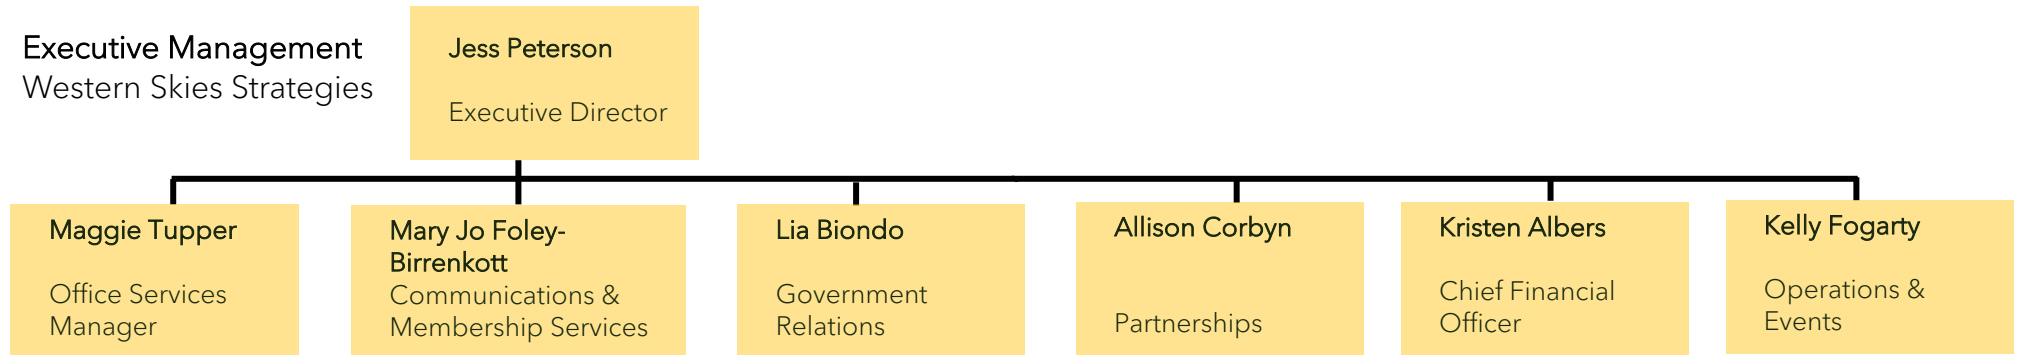 Executive Management
Western Skies Strategies
Jess Peterson
Executive Director
Maggie Tupper
Office Services
Manager
Mary Jo Foley-
Birrenkott
Communications &
Membership Services
Lia Biondo
Government
Relations
Allison Corbyn
Partnerships
Kristen Albers
Chief Financial
Officer
Kelly Fogarty
Operations &
Events